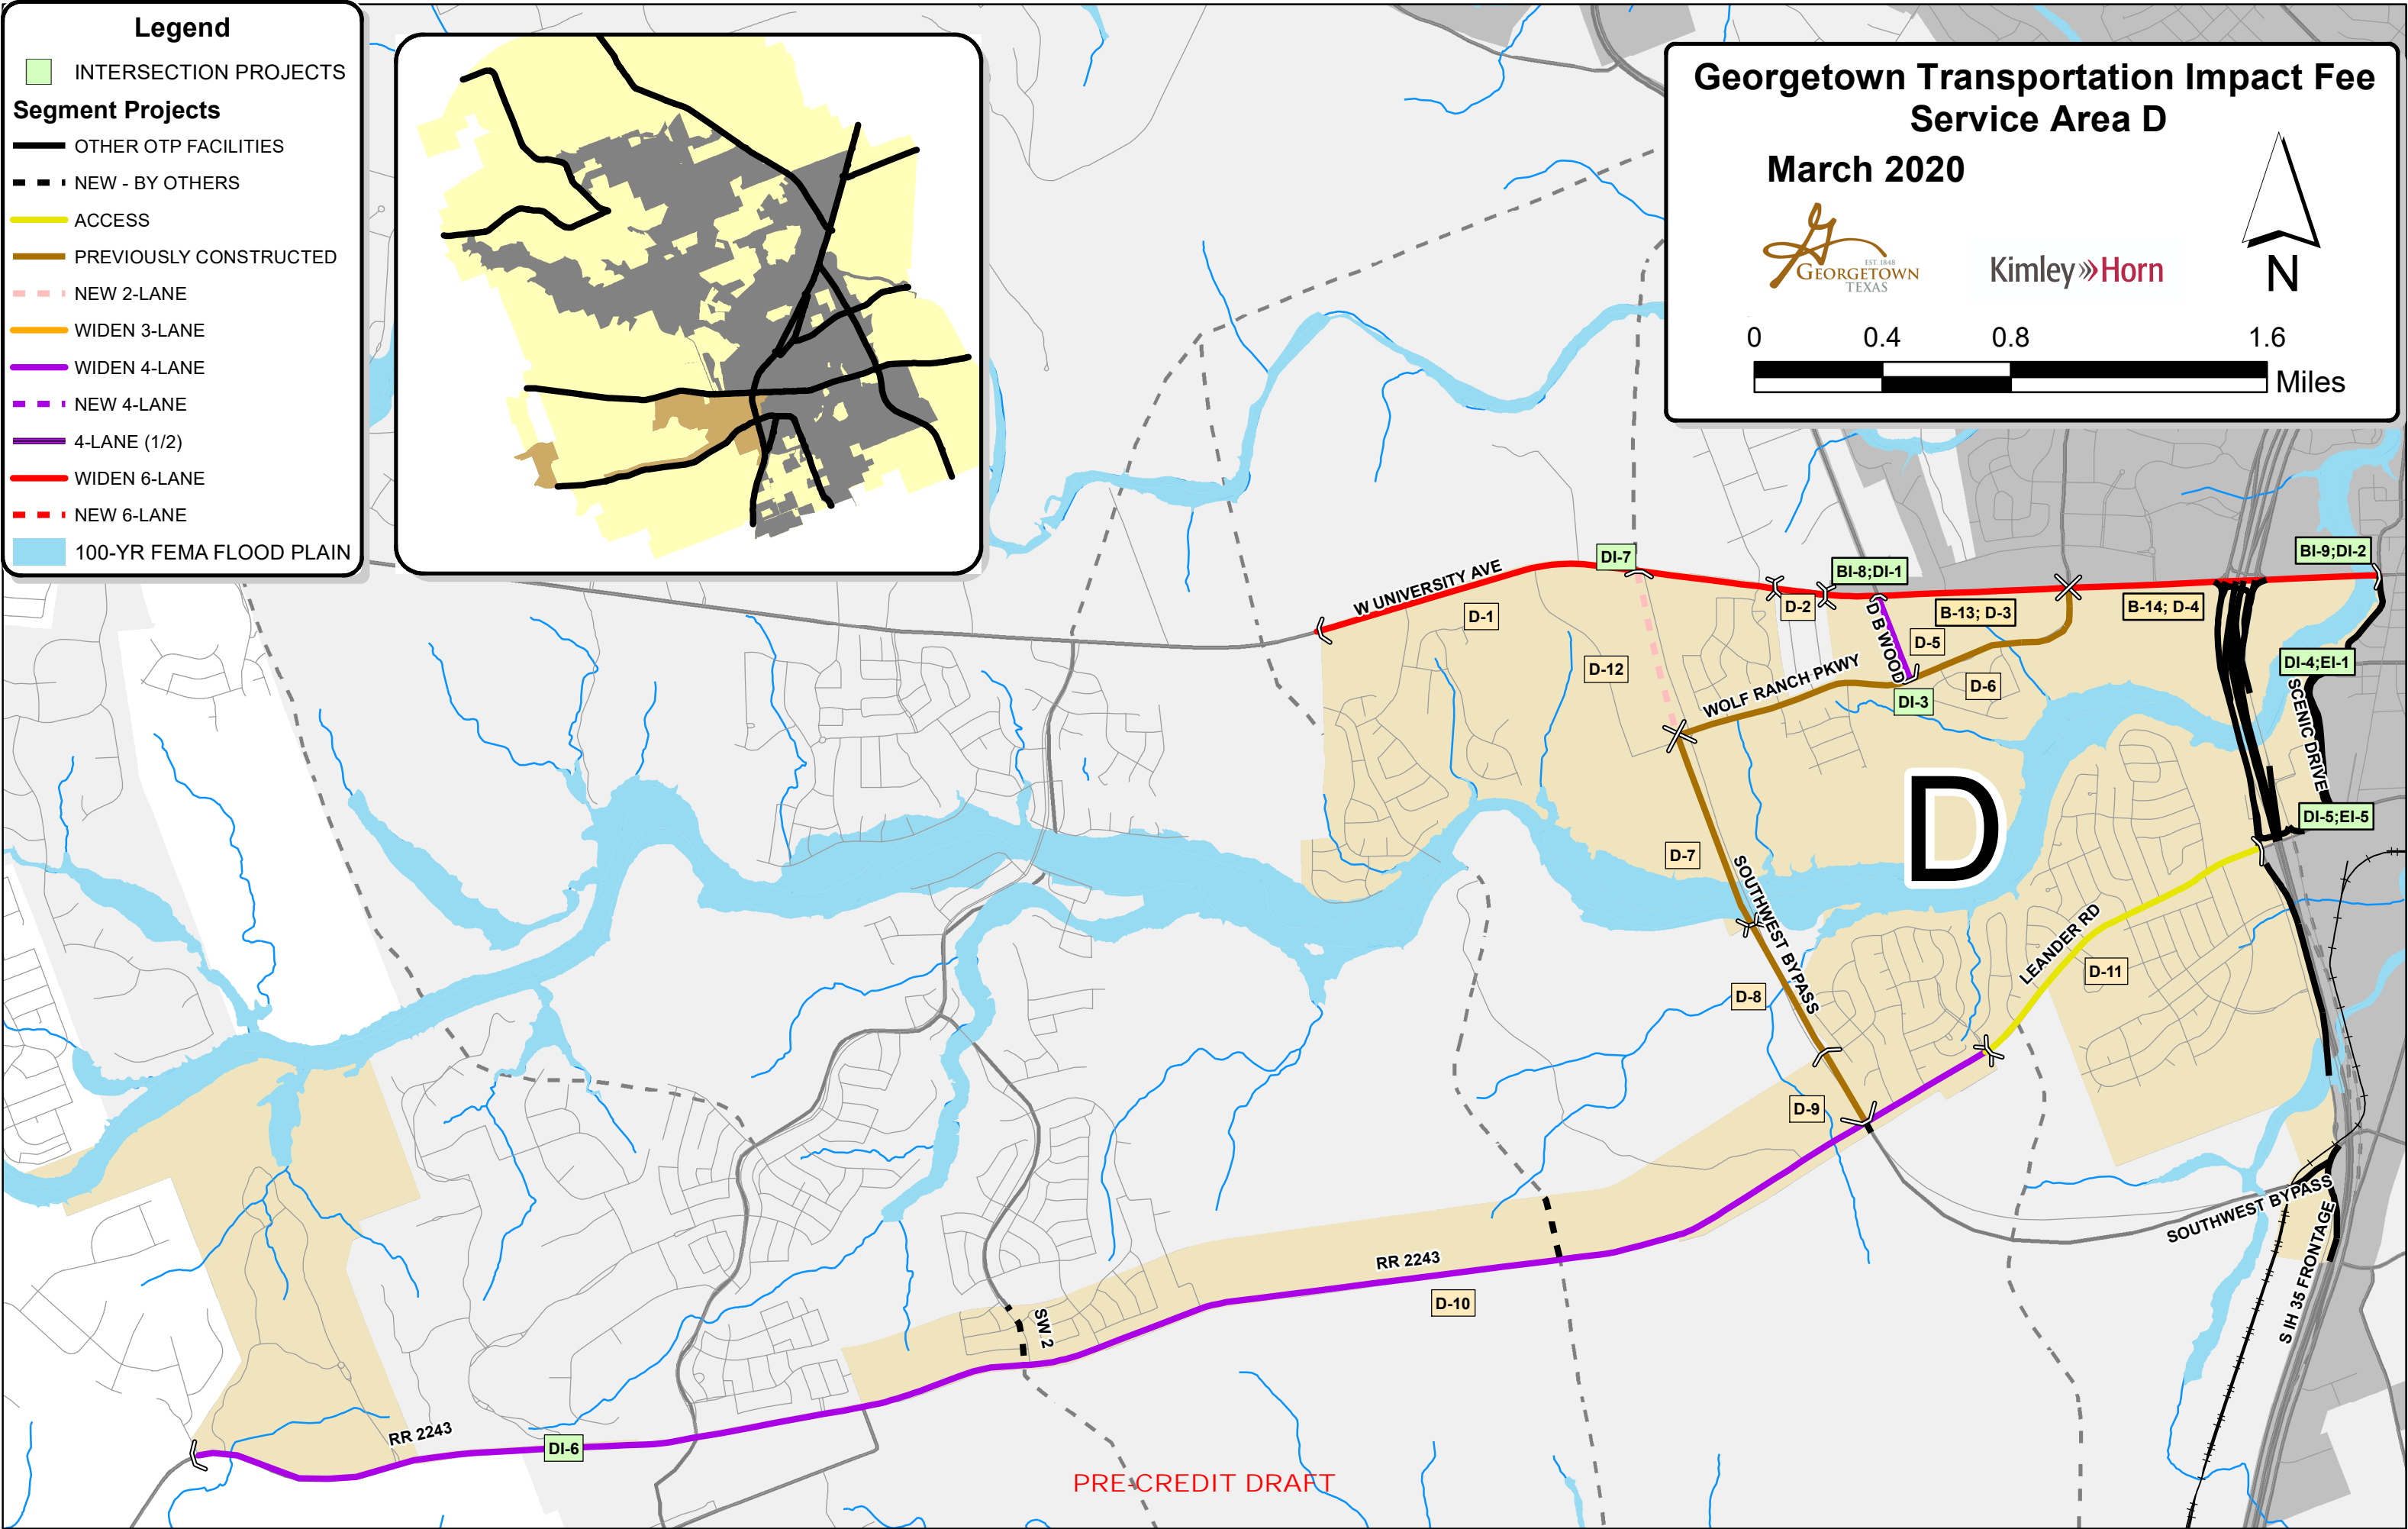 Legend
INTERSECTION PROJECTS
Segment Projects
OTHER OTP FACILITIES
NEW - BY OTHERS
ACCESS
PREVIOUSLY CONSTRUCTED
NEW 2-LANE
WIDEN 3-LANE
WIDEN 4-LANE
NEW 4-LANE
4-LANE (1/2)
WIDEN 6-LANE
NEW 6-LANE
100-YR FEMA FLOOD PLAIN
Georgetown Transportation Impact Fee
Service Area D
March 2020
EST. 1848
GEORGETOWN
TEXAS
Kimley»Horn
N
0 0.4 0.8 1.6
Miles
BI-9;DI-2
DI-7
BI-8;DI-1
W UNIVERSITY AVE
D-1
D-2
B-13; D-3
B-14; D-4
D B WOOD
D-5
D-12
DI-4;EI-1
WOLF RANCH PKWY
D-6
DI-3
SCENIC DRIVE
D
DI-5;EI-5
D-7
SOUTHWEST BYPASS
LEANDER RD
D-11
D-8
D-9
SOUTHWEST BYPASS
S IH 35 FRONTAGE
RR 2243
D-10
SW 2
RR 2243
DI-6
PRE-CREDIT DRAFT